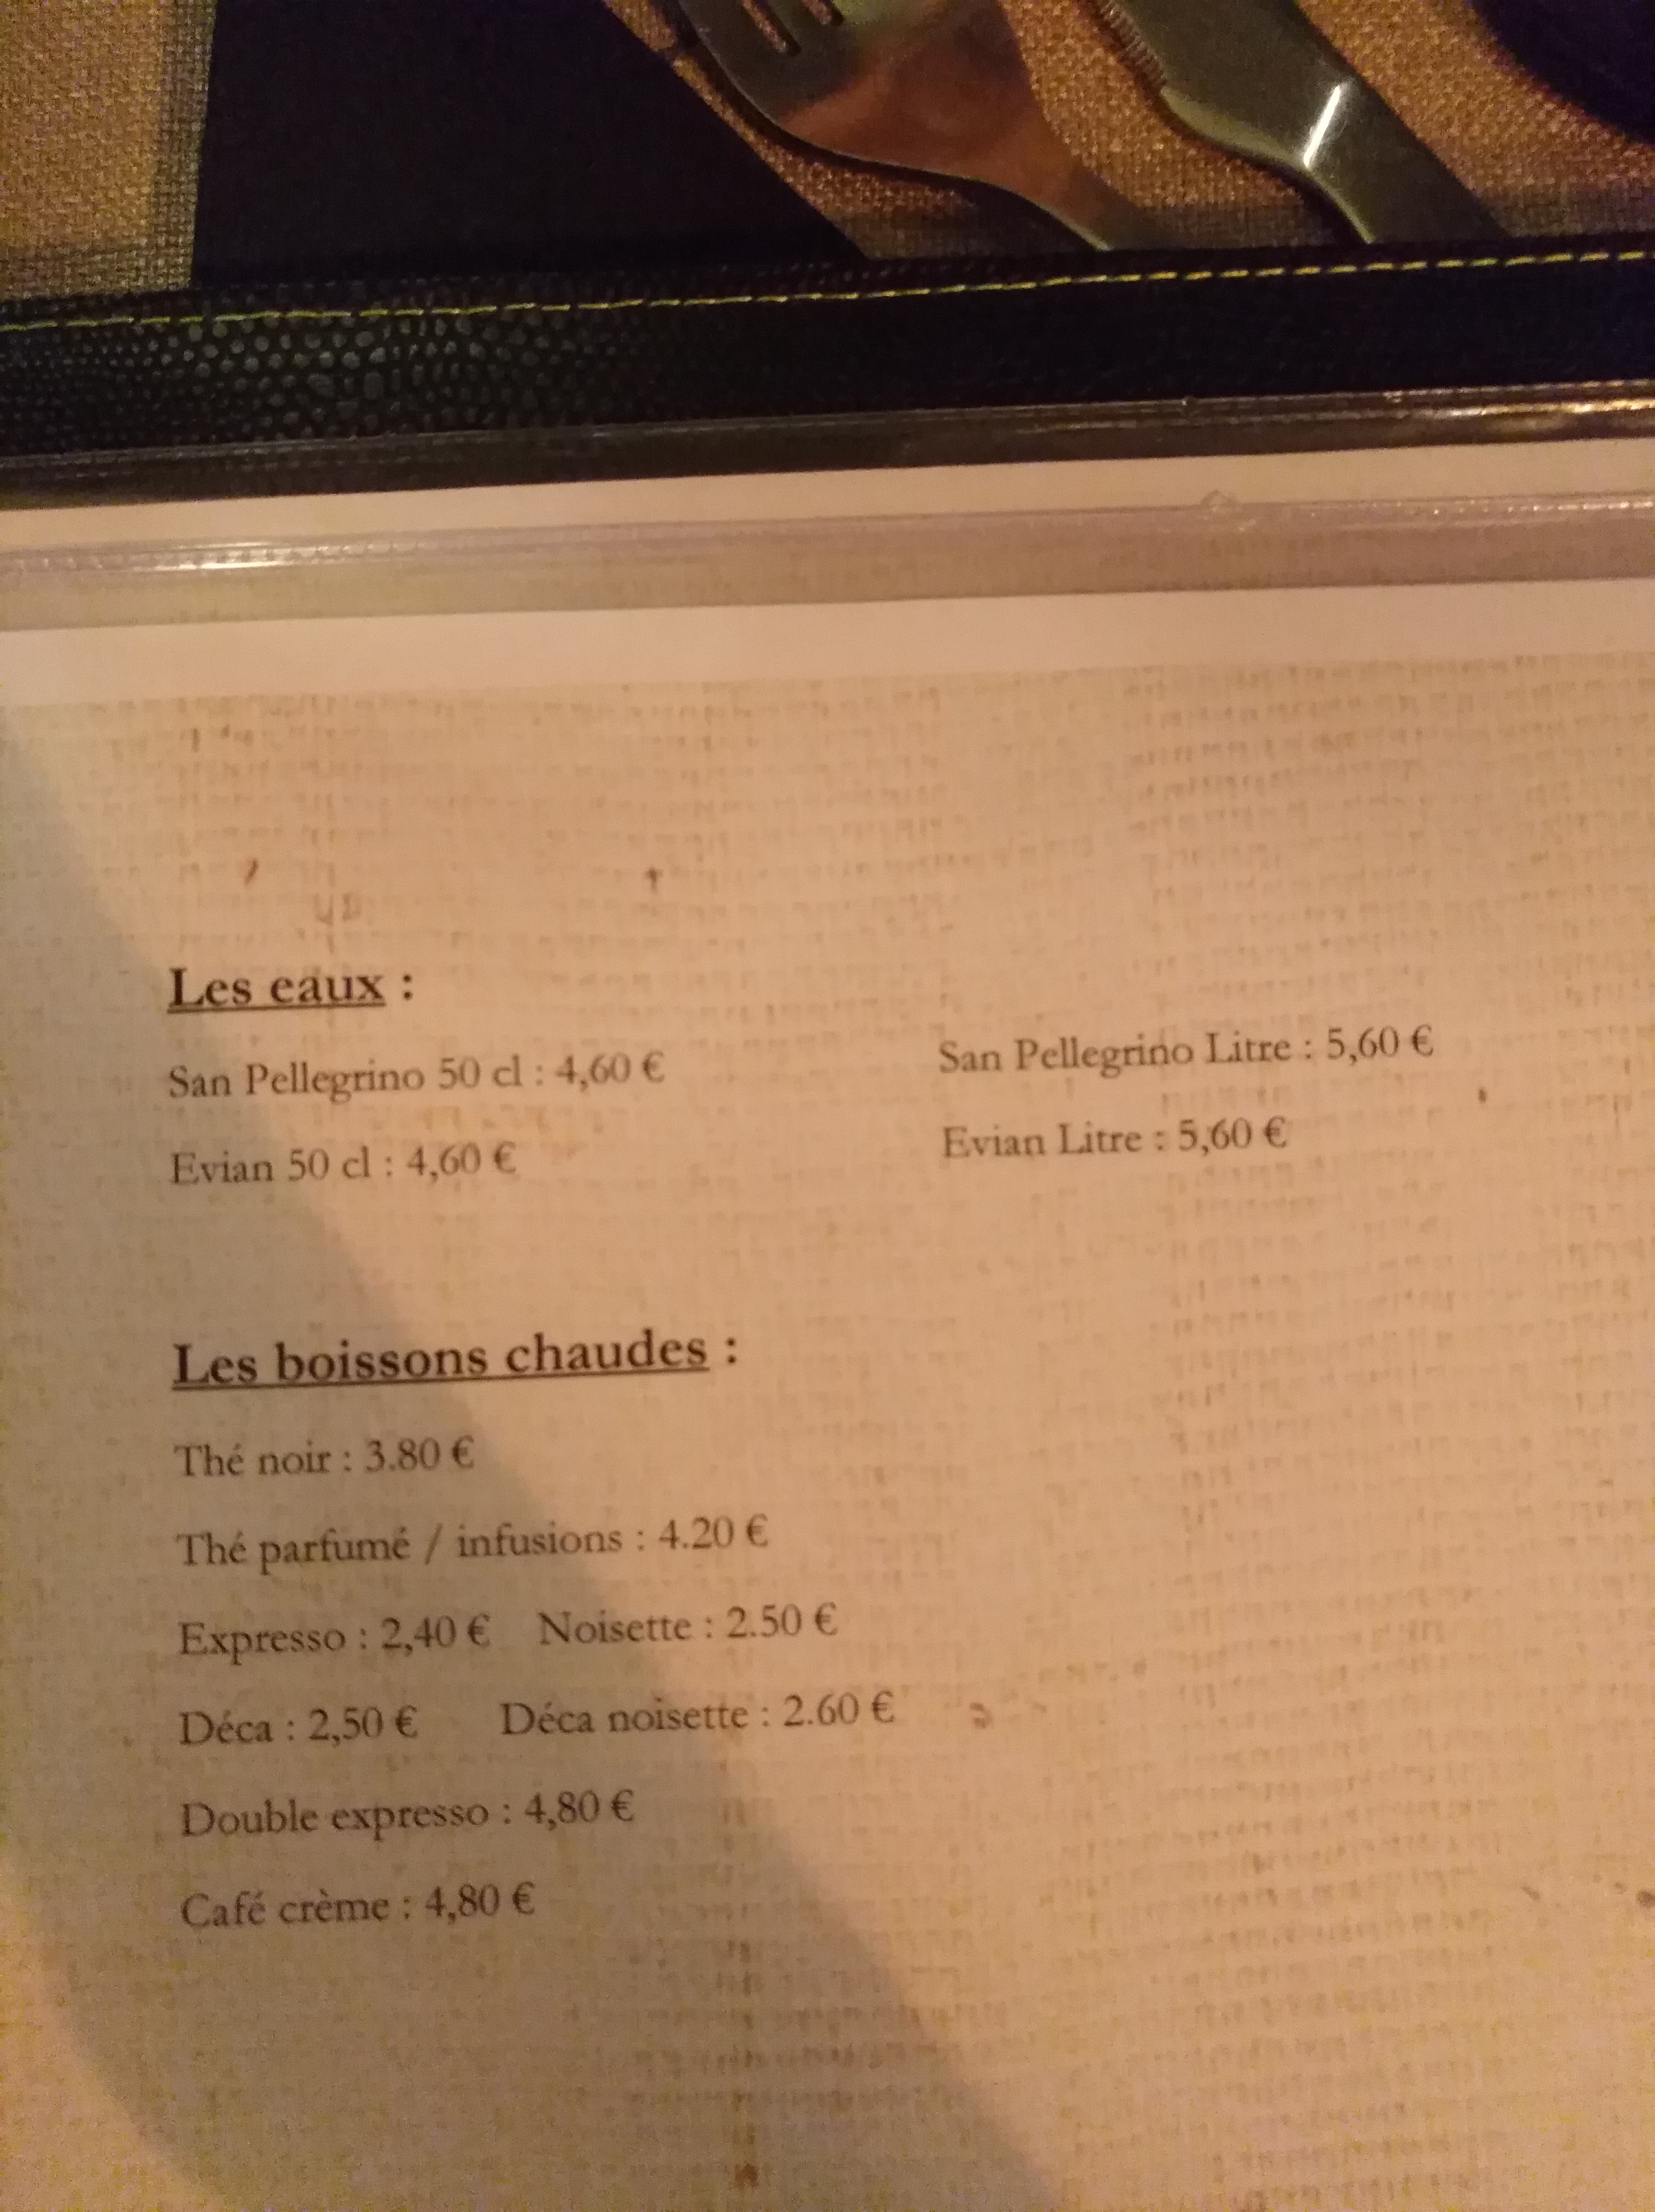 Les eaux :
San Pellegrino 50 cl : 4,60 € San Pellegrino Litre : 5,60 €
Evian 50 cl : 4,60 € Evian Litre : 5,60 €
Les boissons chaudes :
Thé noir : 3.80 €
Thé parfumé / infusions : 4.20 €
Expresso : 2,40 € Noisette : 2.50 €
Déca : 2,50 € Déca noisette : 2.60 €
Double expresso : 4,80 €
Café crème : 4,80 €